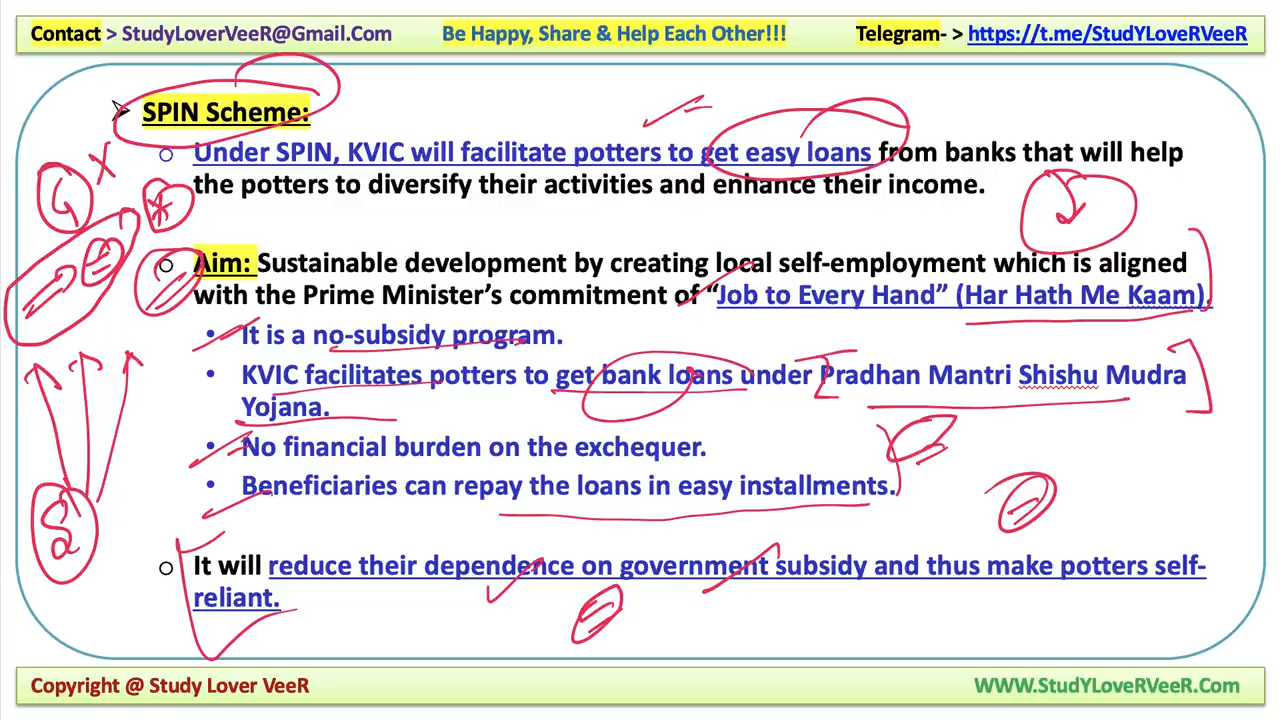 Contact > StudyLoverVeeR@Gmail.Com Be Happy, Share & Help Each Other!!! Telegram- > https://t.me/StudYLoveRVeeR
➢ SPIN Scheme:
o Under SPIN, KVIC will facilitate potters to get easy loans from banks that will help
the potters to diversify their activities and enhance their income.
o Aim: Sustainable development by creating local self-employment which is aligned
with the Prime Minister's commitment of “Job to Every Hand” (Har Hath Me Kaam).
• It is a no-subsidy program.
• KVIC facilitates potters to get bank loans under Pradhan Mantri Shishu Mudra
Yojana.
• No financial burden on the exchequer.
• Beneficiaries can repay the loans in easy installments.
o It will reduce their dependence on government subsidy and thus make potters self-
reliant.
Copyright @ Study Lover VeeR WWW.StudYLoveRVeeR.Com